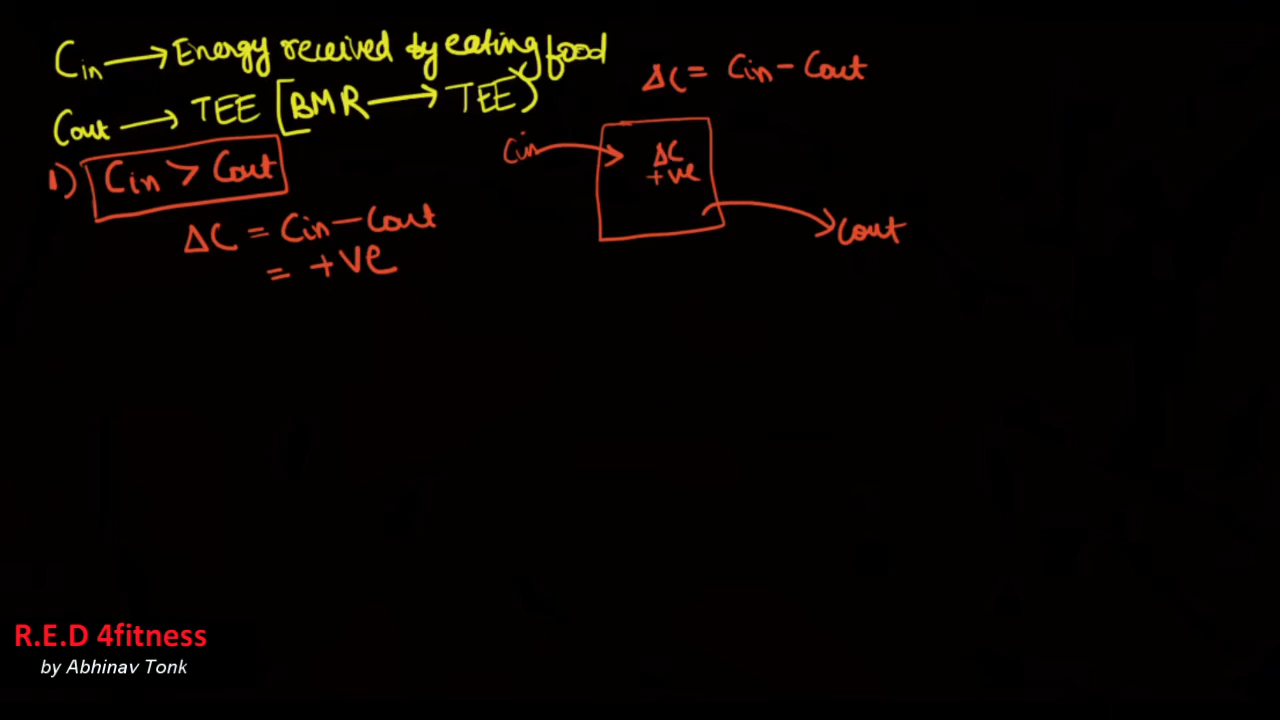 Cin → Energy received by eating food
Cout → TEE [BMR → TEE)
ΔC = Cin - Cout
1) Cin > Cout
ΔC = Cin - Cout
= +ve
Cin
ΔC
+ve
Cout
R.E.D 4fitness
by Abhinav Tonk